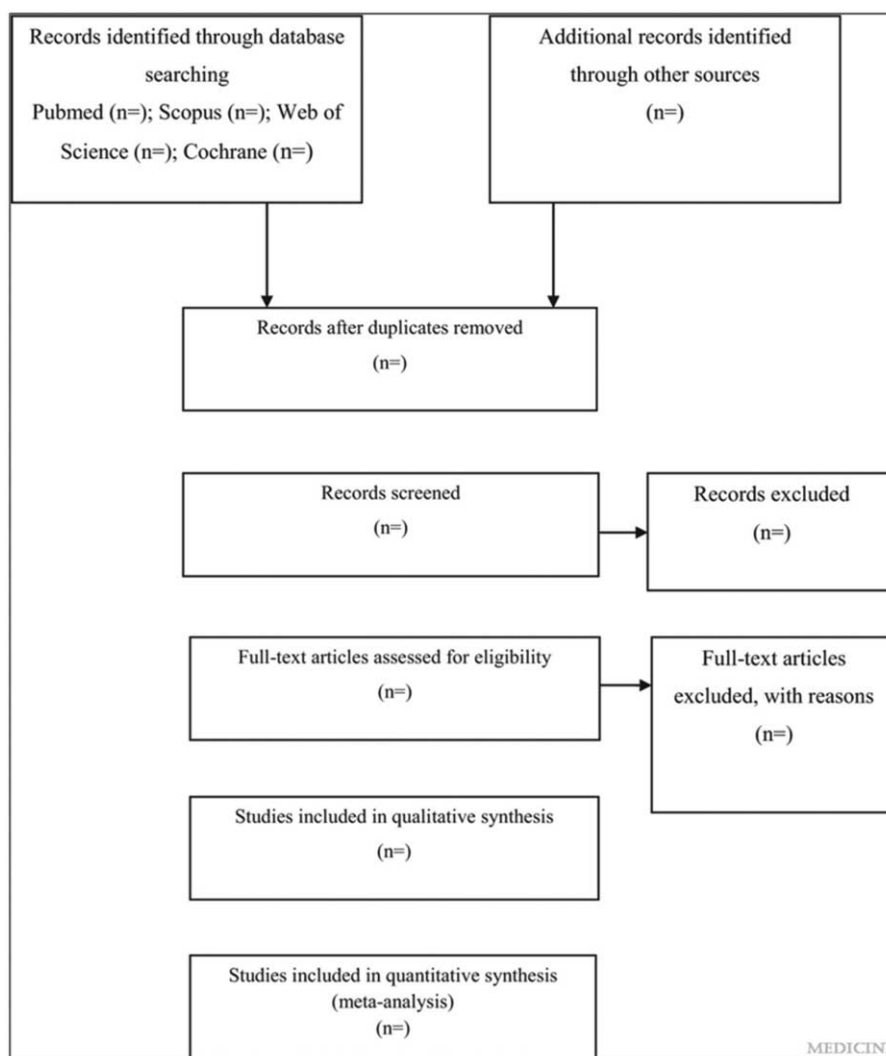 Records identified through database
searching
Pubmed (n=); Scopus (n=); Web of
Science (n=); Cochrane (n=)
Additional records identified
through other sources
(n=)
Records after duplicates removed
(n=)
Records screened
(n=)
Records excluded
(n=)
Full-text articles assessed for eligibility
(n=)
Full-text articles
excluded, with reasons
(n=)
Studies included in qualitative synthesis
(n=)
Studies included in quantitative synthesis
(meta-analysis)
(n=)
MEDICIN